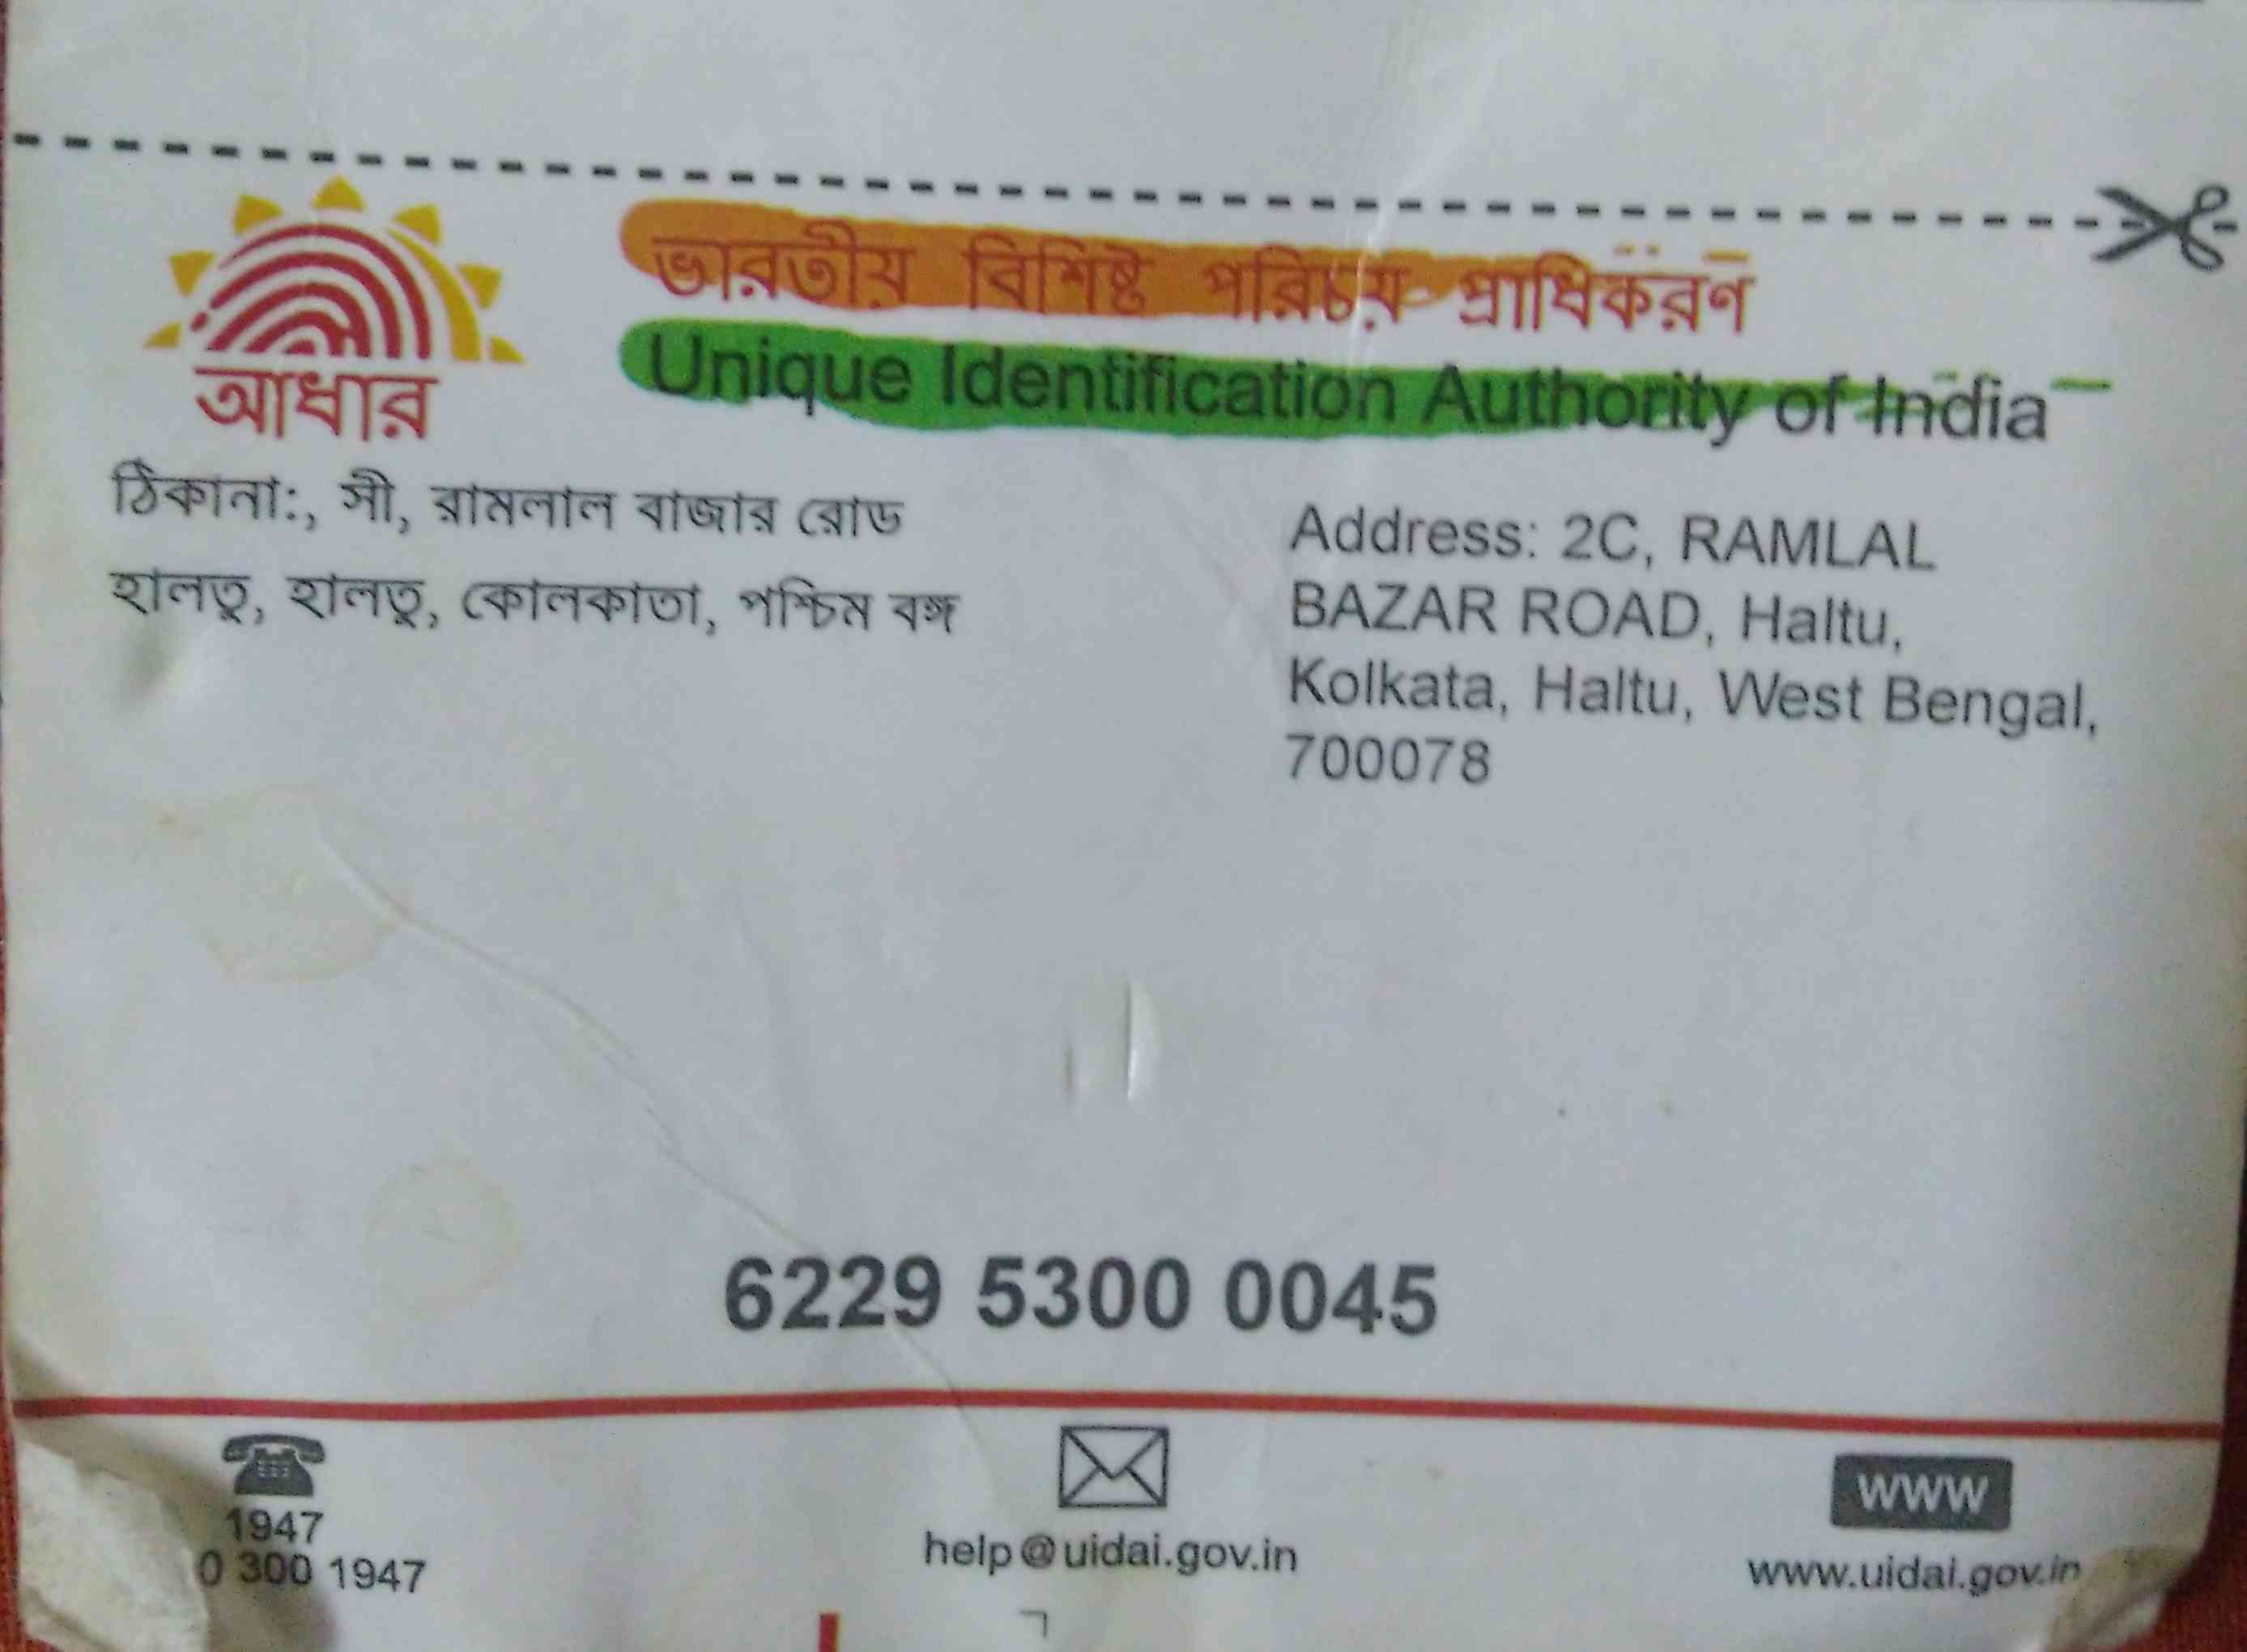 ভারতীয় বিশিষ্ট পরিচয় প্রাধিকরণ
Unique Identification Authority of India
আধার
ঠিকানা:, সী, রামলাল বাজার রোড
হালতু, হালতু, কোলকাতা, পশ্চিম বঙ্গ
Address: 2C, RAMLAL
BAZAR ROAD, Haltu,
Kolkata, Haltu, West Bengal,
700078
6229 5300 0045
1947
0 300 1947
help@uidai.gov.in
WWW
www.uidai.gov.in